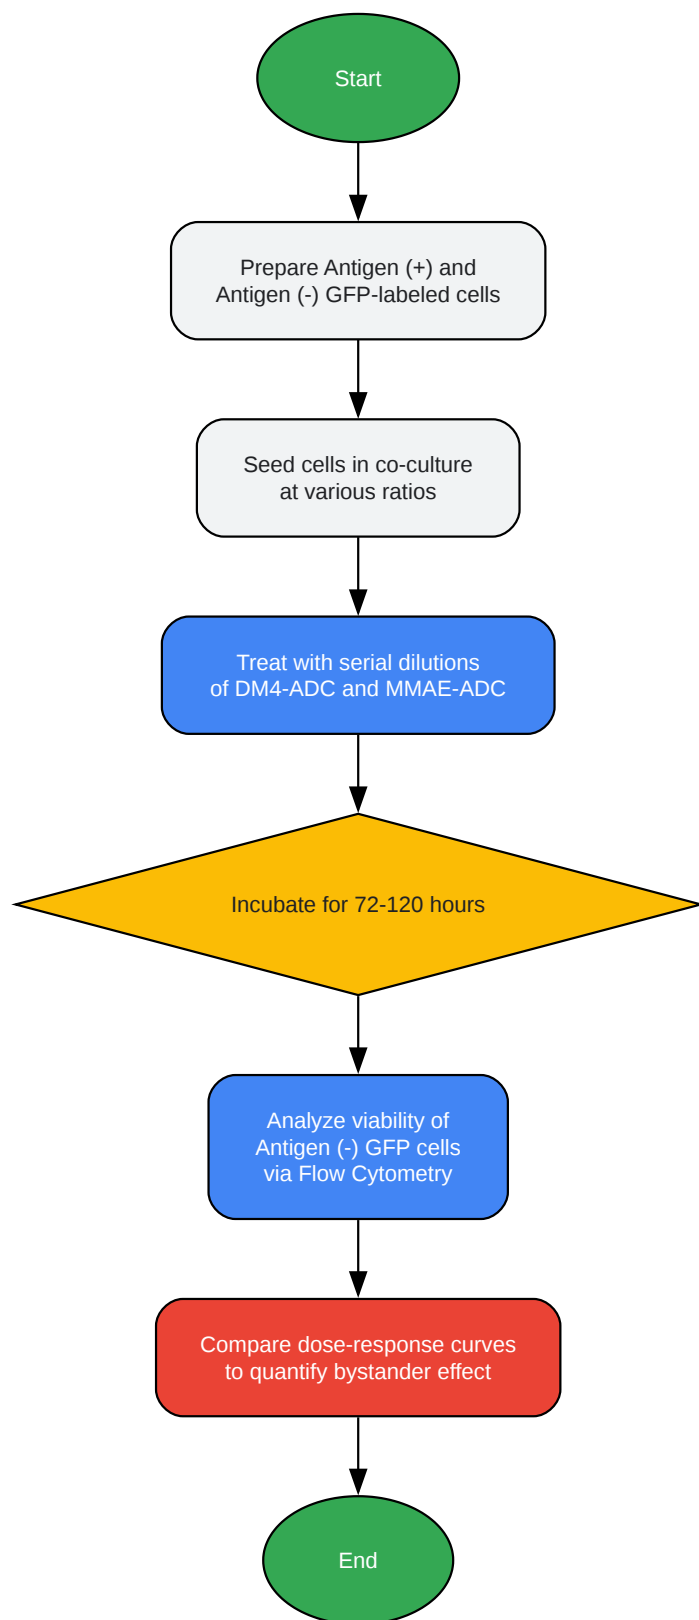 Start
Prepare Antigen (+) and
Antigen (-) GFP-labeled cells
Seed cells in co-culture
at various ratios
Treat with serial dilutions
of DM4-ADC and MMAE-ADC
Incubate for 72-120 hours
Analyze viability of
Antigen (-) GFP cells
via Flow Cytometry
Compare dose-response curves
to quantify bystander effect
End